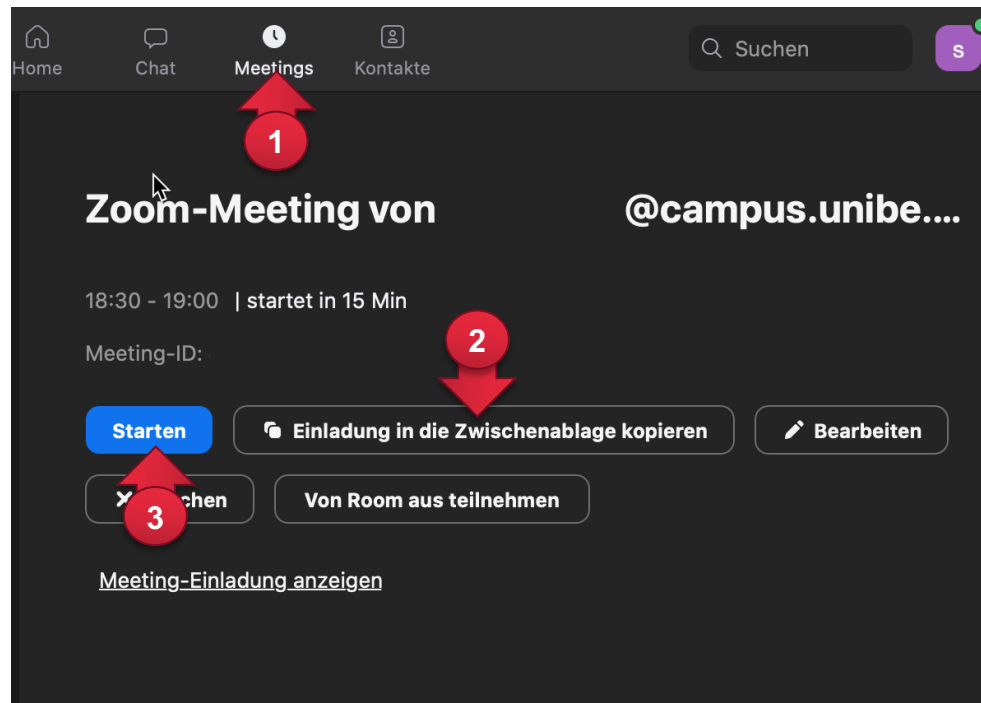 Home Chat Meetings Kontakte Suchen s
1
Zoom-Meeting von @campus.unibe....
18:30 - 19:00 | startet in 15 Min
2
Meeting-ID:
Starten Einladung in die Zwischenablage kopieren Bearbeiten
chen Von Room aus teilnehmen
3
Meeting-Einladung anzeigen